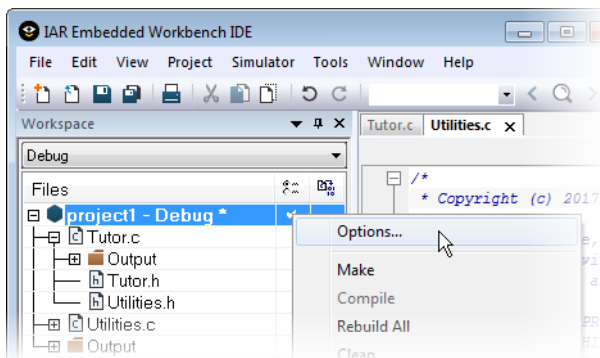 IAR Embedded Workbench IDE
File Edit View Project Simulator Tools Window Help
Workspace
Tutor.c Utilities.c
Debug
Files
/*
* Copyright (c) 2017
project1 - Debug *
Options...
Tutor.c
Output
Make
Tutor.h
Compile
Utilities.h
Rebuild All
Utilities.c
Output
Clean